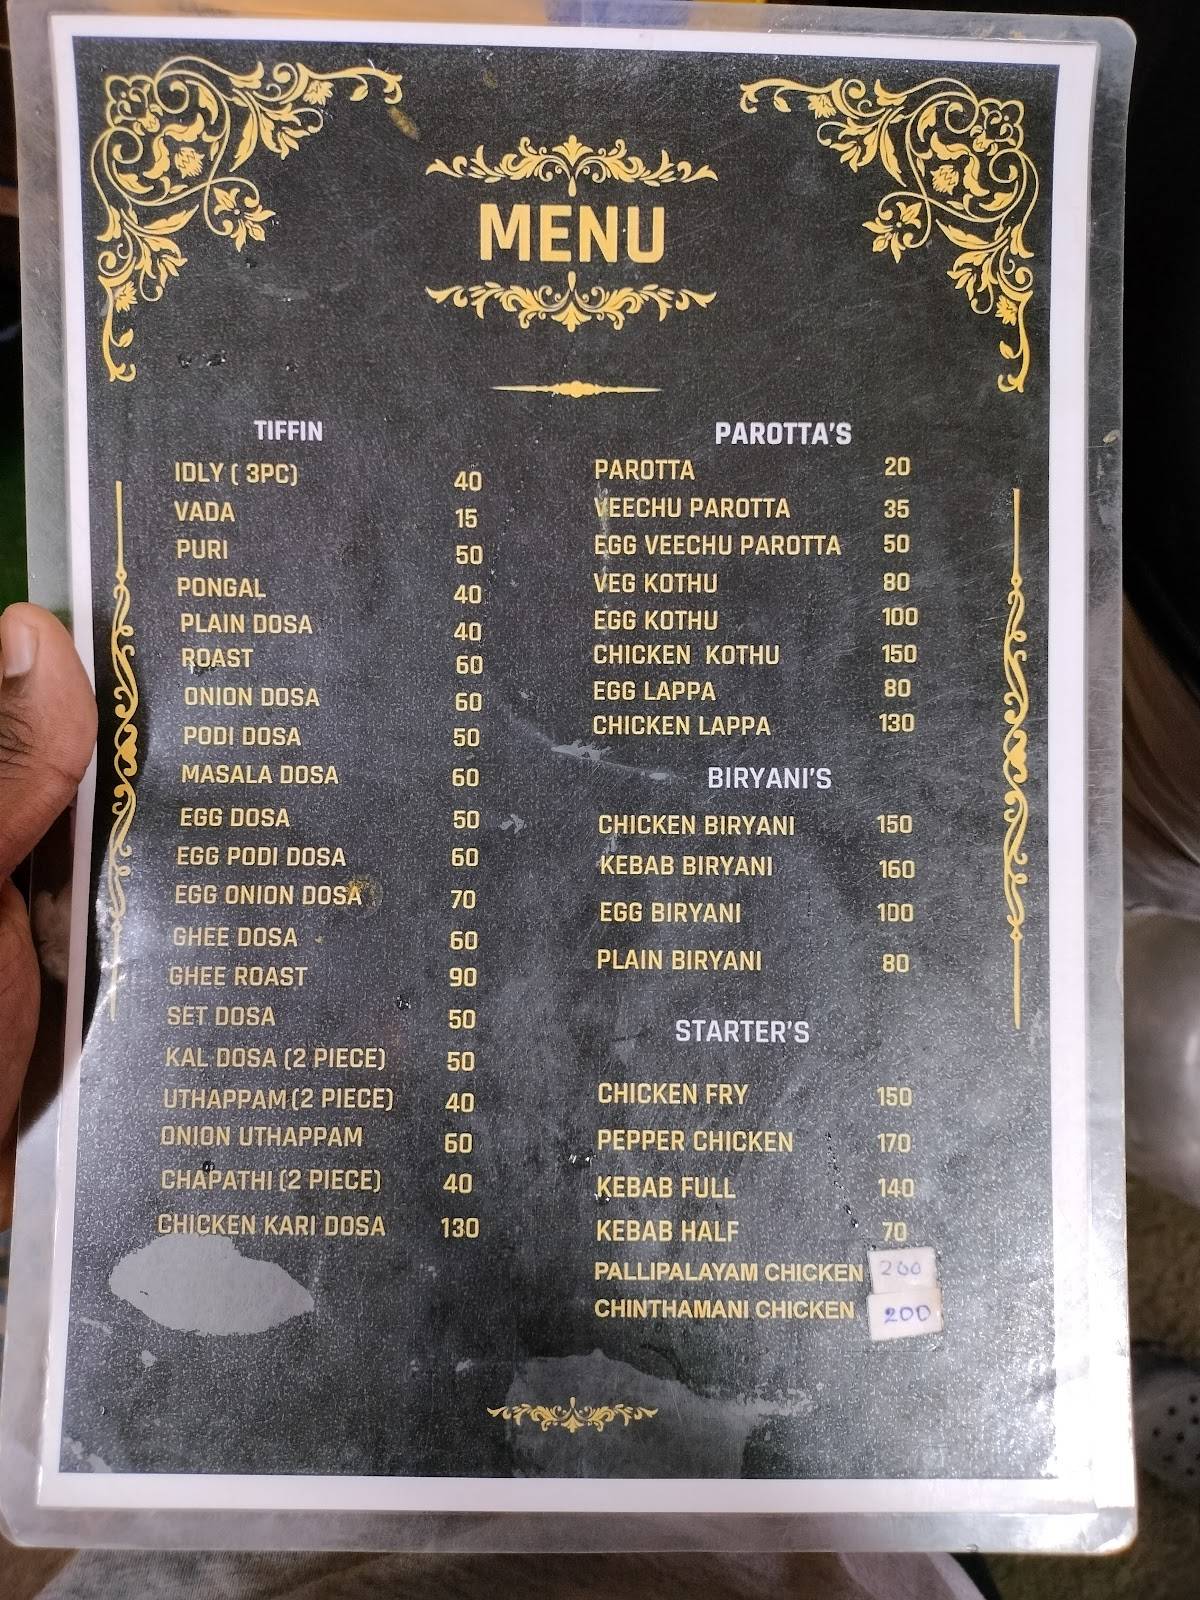 MENU
TIFFIN
IDLY ( 3PC) 40
VADA 15
PURI 50
PONGAL 40
PLAIN DOSA 40
ROAST 60
ONION DOSA 60
PODI DOSA 50
MASALA DOSA 60
EGG DOSA 50
EGG PODI DOSA 60
EGG ONION DOSA 70
GHEE DOSA 60
GHEE ROAST 90
SET DOSA 50
KAL DOSA (2 PIECE) 50
UTHAPPAM (2 PIECE) 40
ONION UTHAPPAM 60
CHAPATHI (2 PIECE) 40
CHICKEN KARI DOSA 130
PAROTTA'S
PAROTTA 20
VEECHU PAROTTA 35
EGG VEECHU PAROTTA 50
VEG KOTHU 80
EGG KOTHU 100
CHICKEN KOTHU 150
EGG LAPPA 80
CHICKEN LAPPA 130
BIRYANI'S
CHICKEN BIRYANI 150
KEBAB BIRYANI 160
EGG BIRYANI 100
PLAIN BIRYANI 80
STARTER'S
CHICKEN FRY 150
PEPPER CHICKEN 170
KEBAB FULL 140
KEBAB HALF 70
PALLIPALAYAM CHICKEN 200
CHINTHAMANI CHICKEN 200